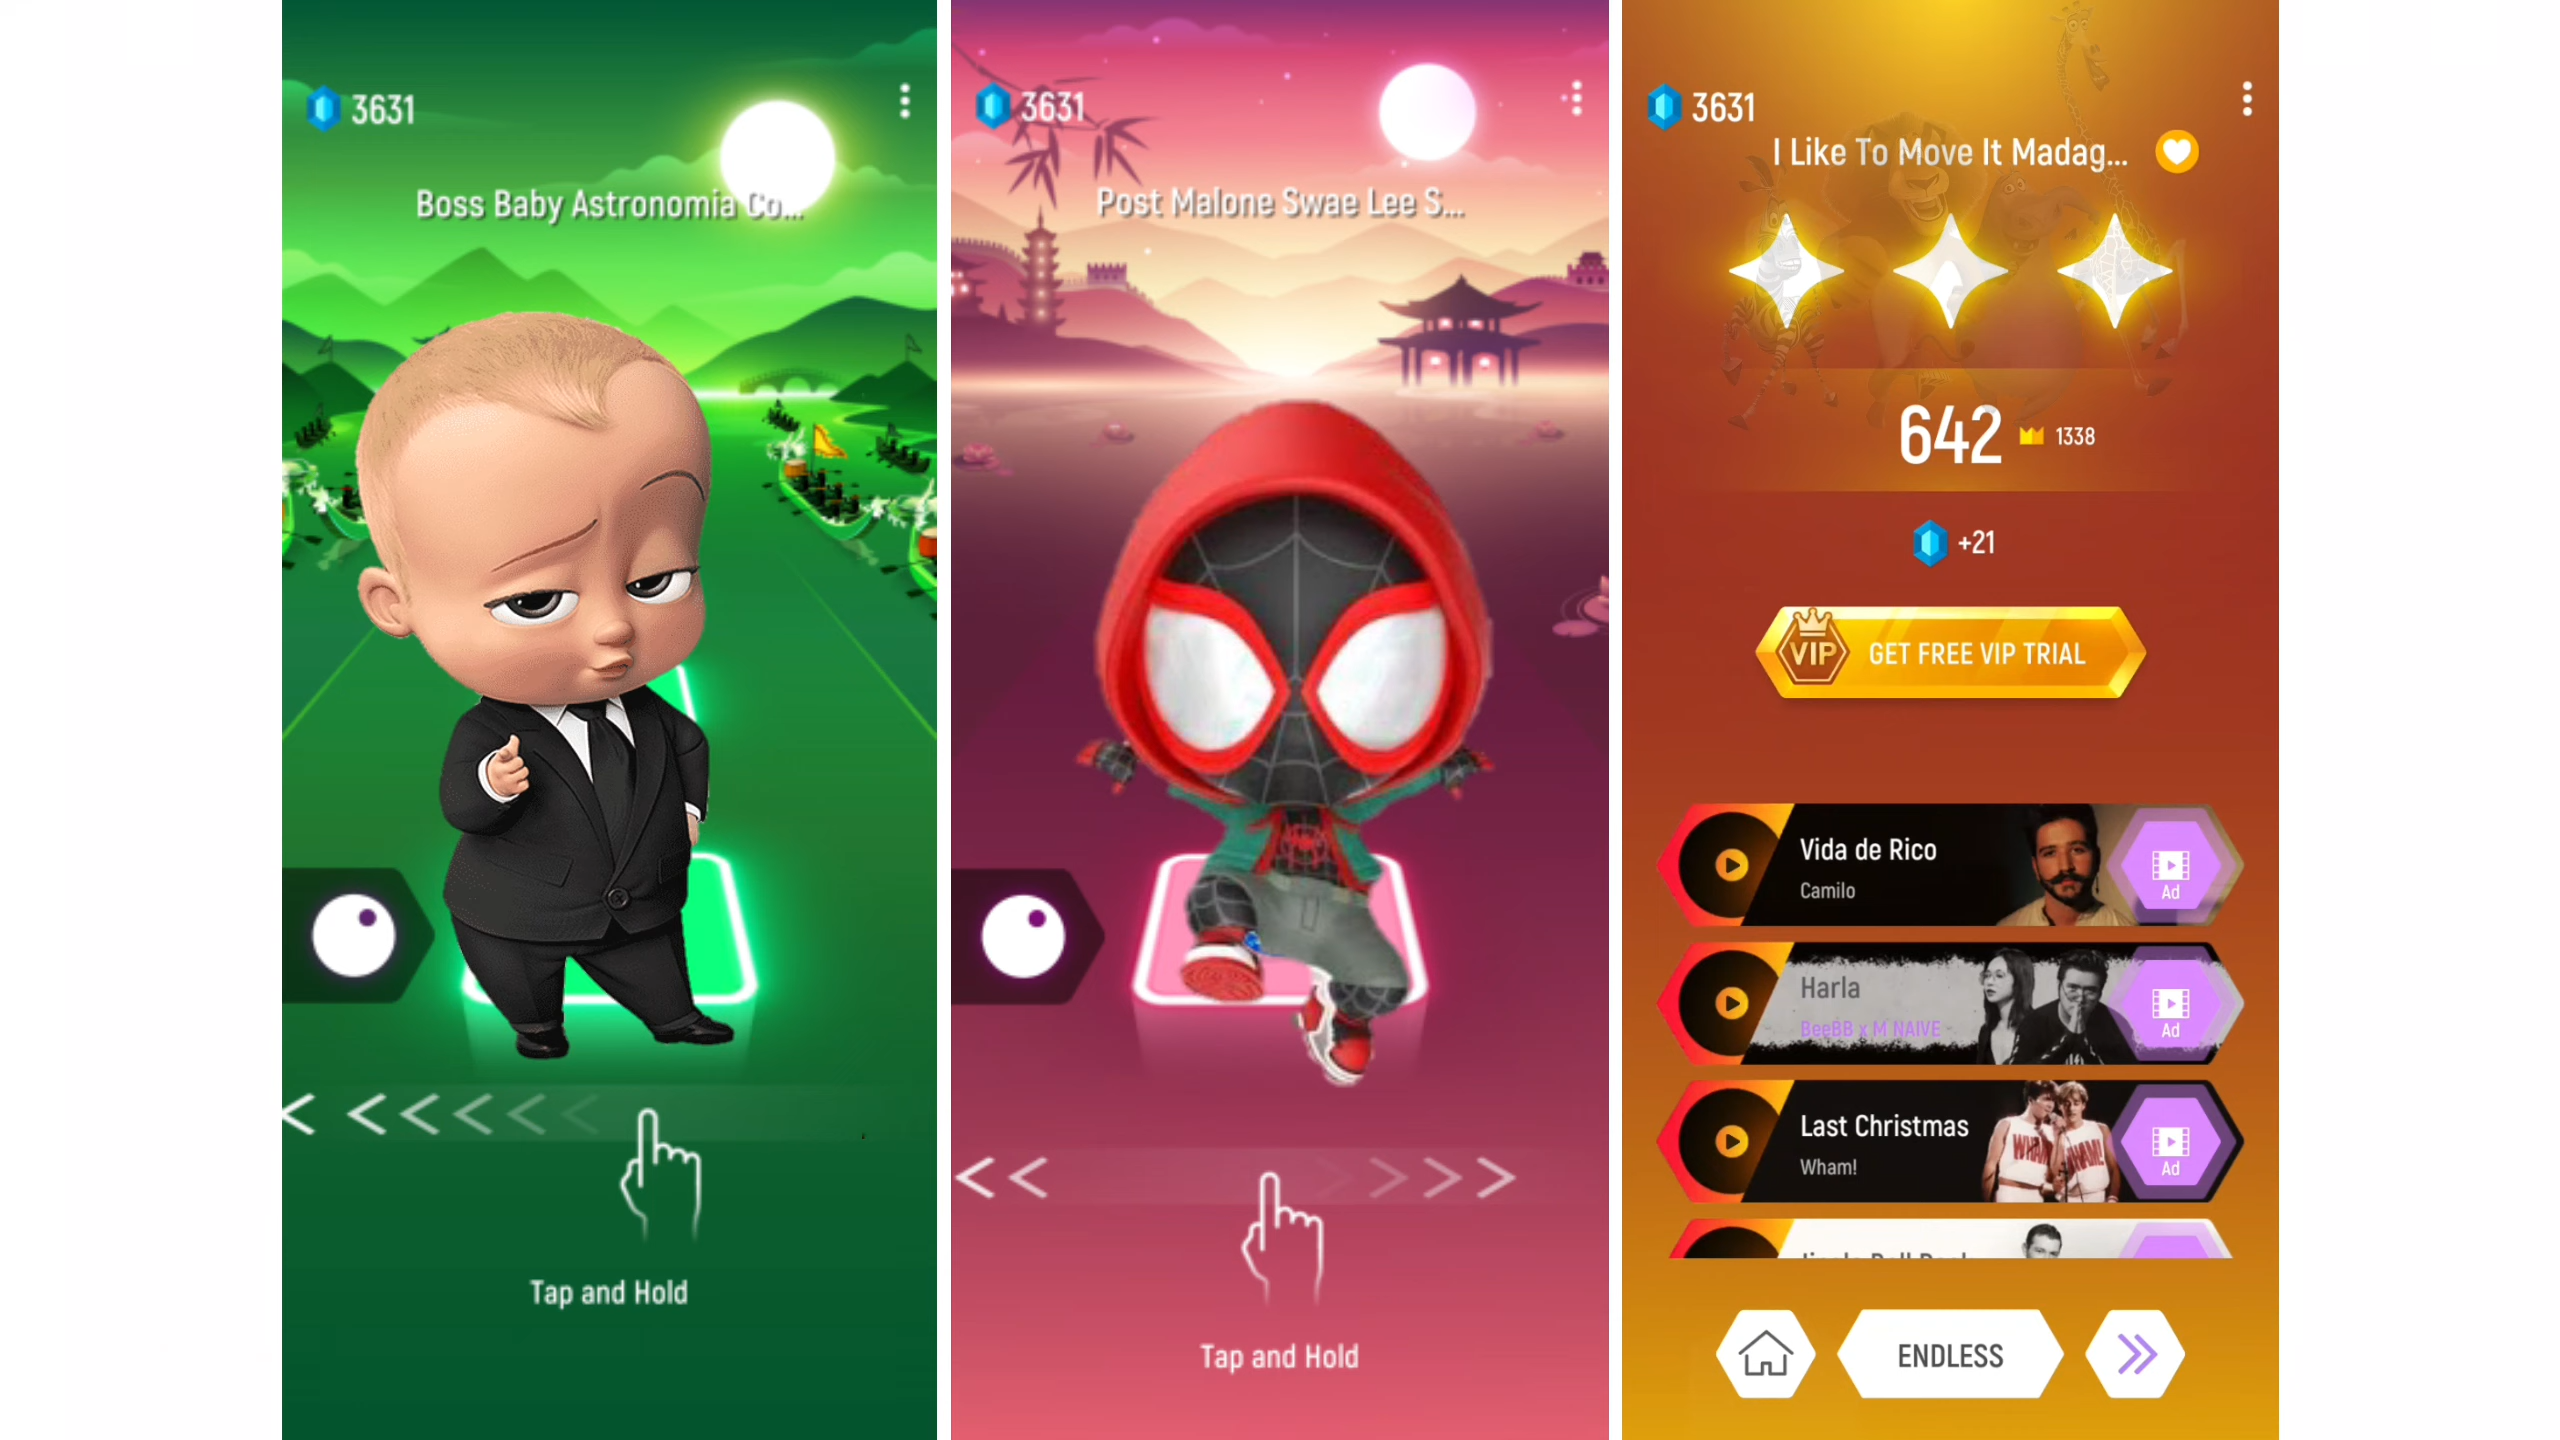 3631
Boss Baby Astronomia Co...
Tap and Hold
3631
Post Malone Swae Lee S...
Tap and Hold
3631
I Like To Move It Madag...
642
1338
+21
VIP
GET FREE VIP TRIAL
Vida de Rico
Camilo
Ad
Harla
BeeBB x M NAIVE
Ad
Last Christmas
Wham!
WHAM!
WHAM!
Ad
ENDLESS